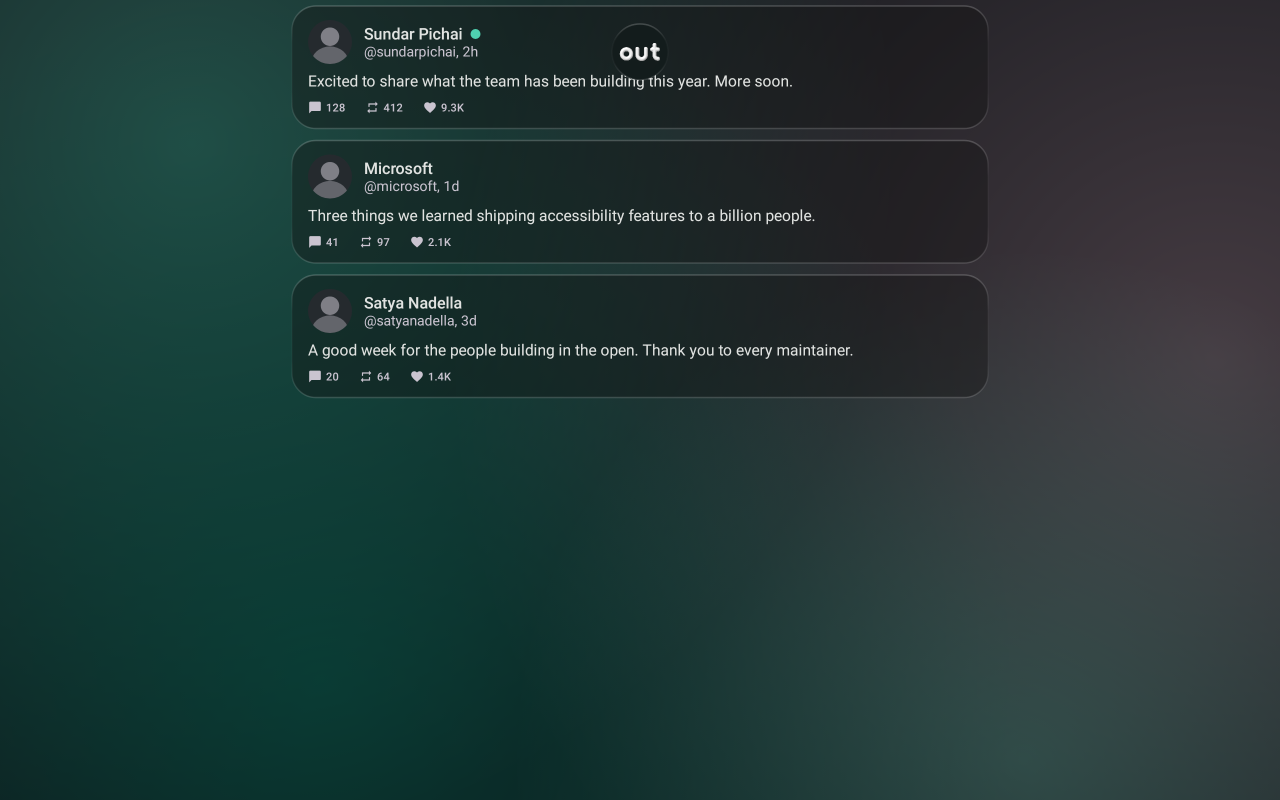 Sundar Pichai
@sundarpichai, 2h
out
Excited to share what the team has been building this year. More soon.
128 412 9.3K
Microsoft
@microsoft, 1d
Three things we learned shipping accessibility features to a billion people.
41 97 2.1K
Satya Nadella
@satyanadella, 3d
A good week for the people building in the open. Thank you to every maintainer.
20 64 1.4K